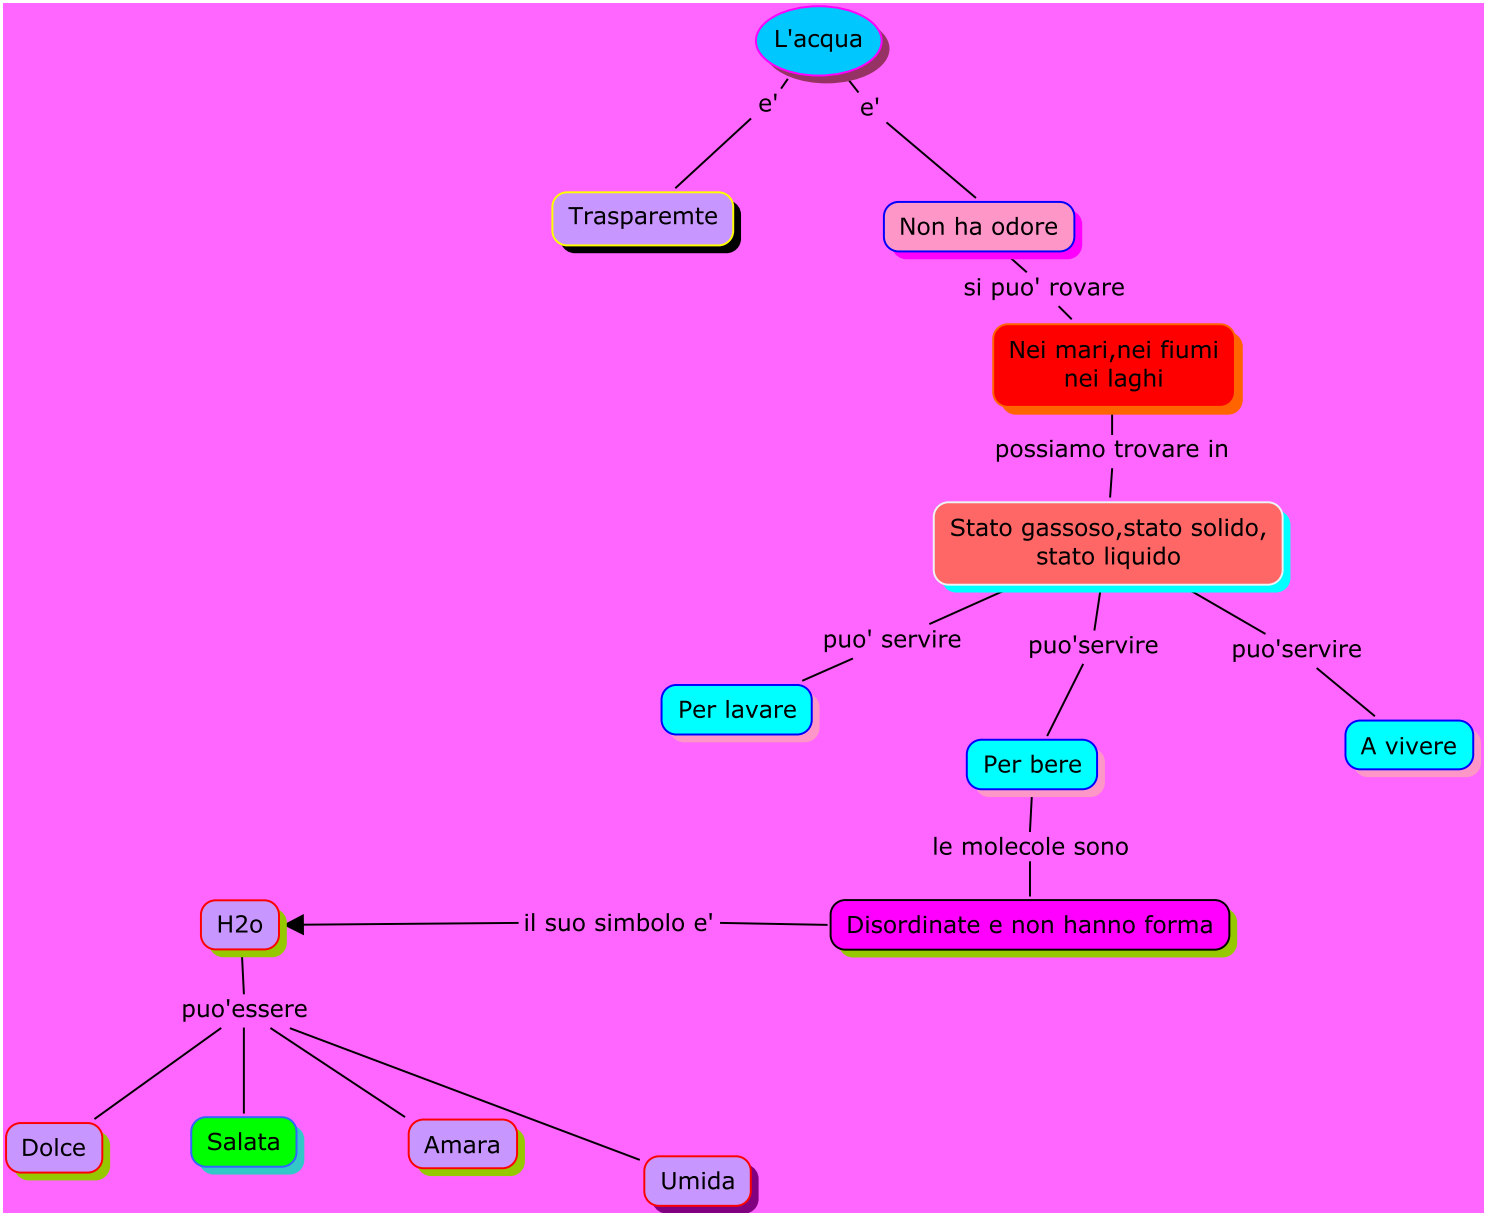 L'acqua
e'
e'
Trasparemte
Non ha odore
si puo' rovare
Nei mari,nei fiumi
nei laghi
possiamo trovare in
Stato gassoso,stato solido,
stato liquido
puo' servire
puo'servire
puo'servire
Per lavare
Per bere
A vivere
le molecole sono
Disordinate e non hanno forma
il suo simbolo e'
H2o
puo'essere
Dolce
Salata
Amara
Umida